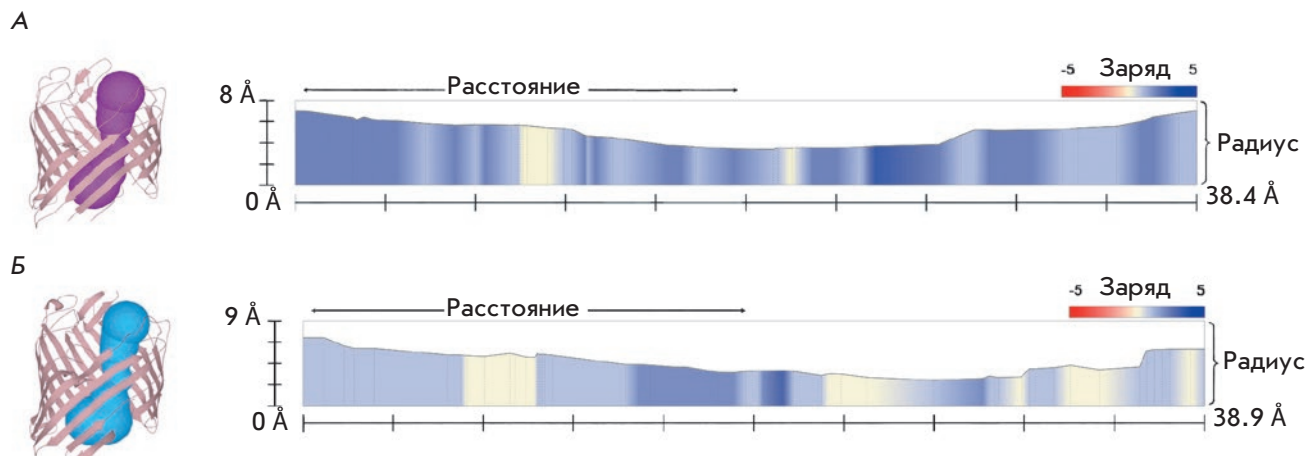 А
Расстояние
-5 Заряд 5
8 Å
Радиус
0 Å
38.4 Å
Б
Расстояние
-5 Заряд 5
9 Å
Радиус
0 Å
38.9 Å